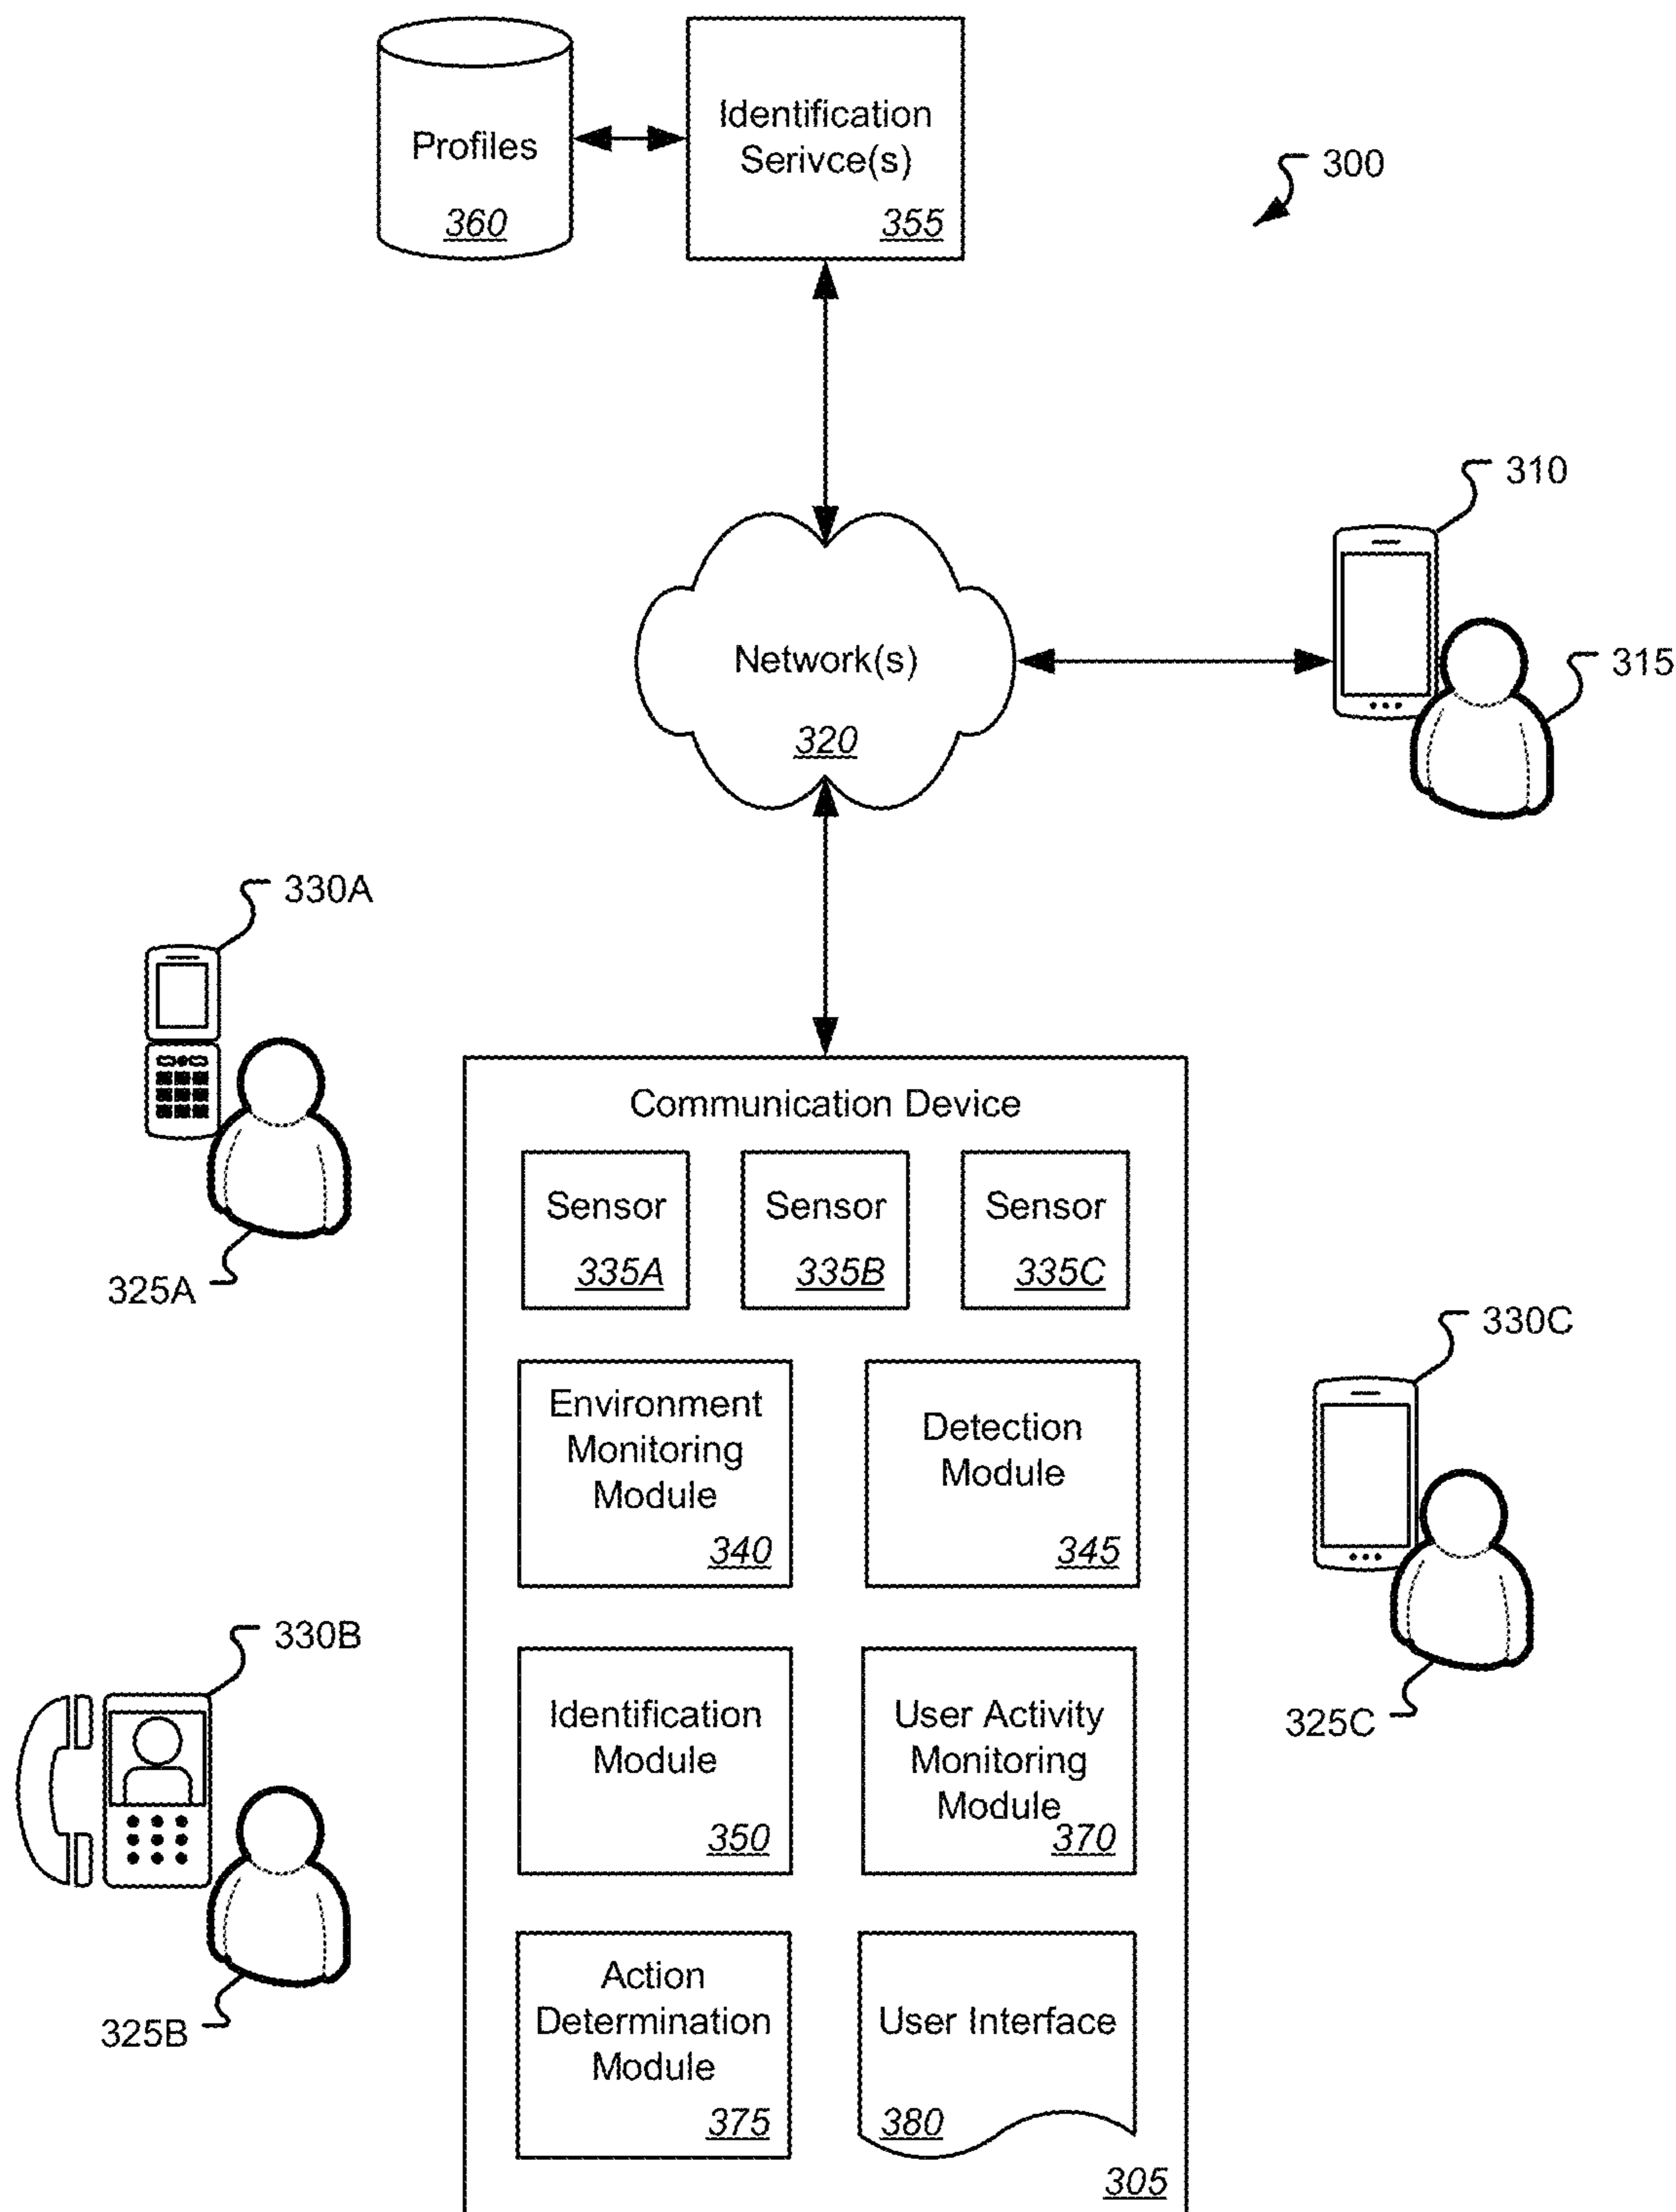 Profiles
360
Identification
Serivce(s)
355
300
310
315
Network(s)
320
330A
325A
Communication Device
Sensor
335A
Sensor
335B
Sensor
335C
330C
325C
Environment
Monitoring
Module
340
Detection
Module
345
330B
325B
Identification
Module
350
User Activity
Monitoring
Module
370
Action
Determination
Module
375
User Interface
380
305